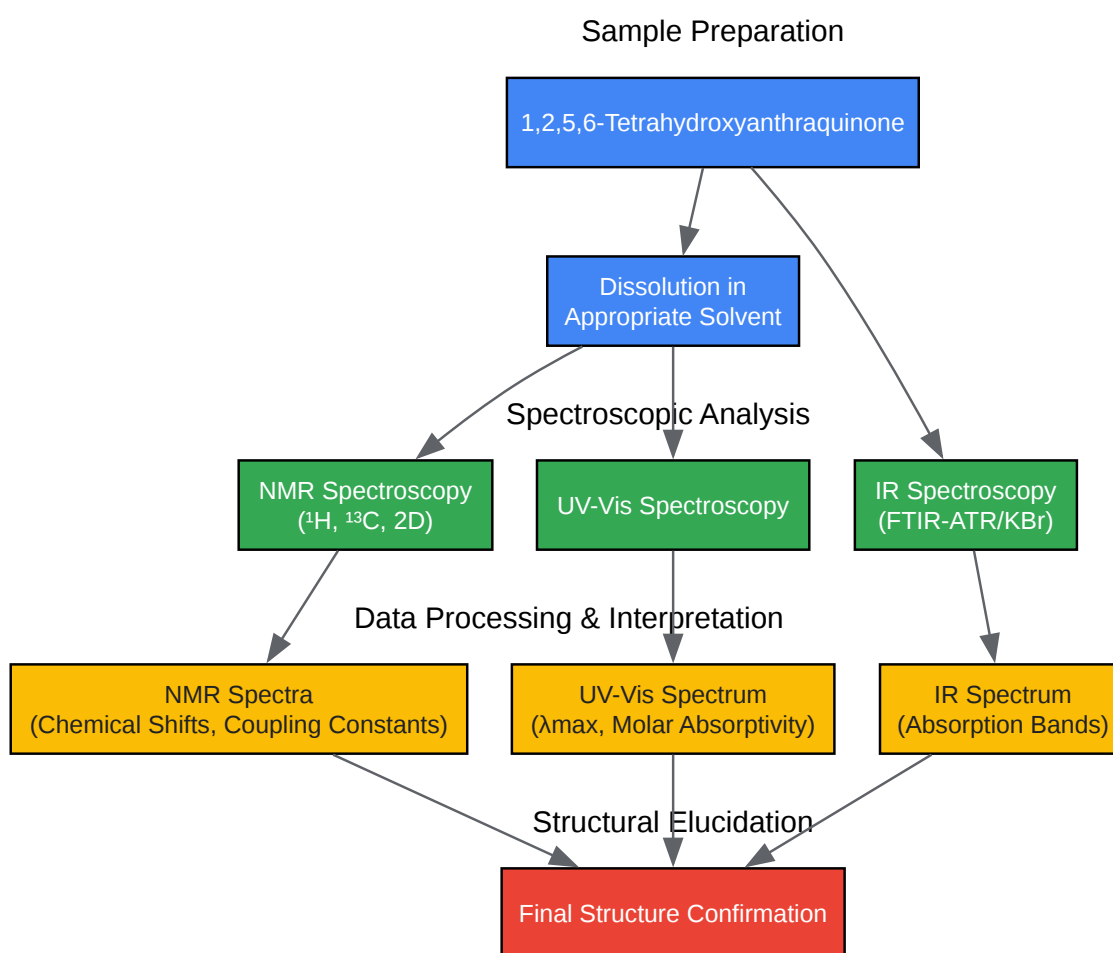 Sample Preparation
1,2,5,6-Tetrahydroxyanthraquinone
Dissolution in
Appropriate Solvent
Spectroscopic Analysis
NMR Spectroscopy
(¹H, ¹³C, 2D)
UV-Vis Spectroscopy
IR Spectroscopy
(FTIR-ATR/KBr)
Data Processing & Interpretation
NMR Spectra
(Chemical Shifts, Coupling Constants)
UV-Vis Spectrum
(λmax, Molar Absorptivity)
IR Spectrum
(Absorption Bands)
Structural Elucidation
Final Structure Confirmation